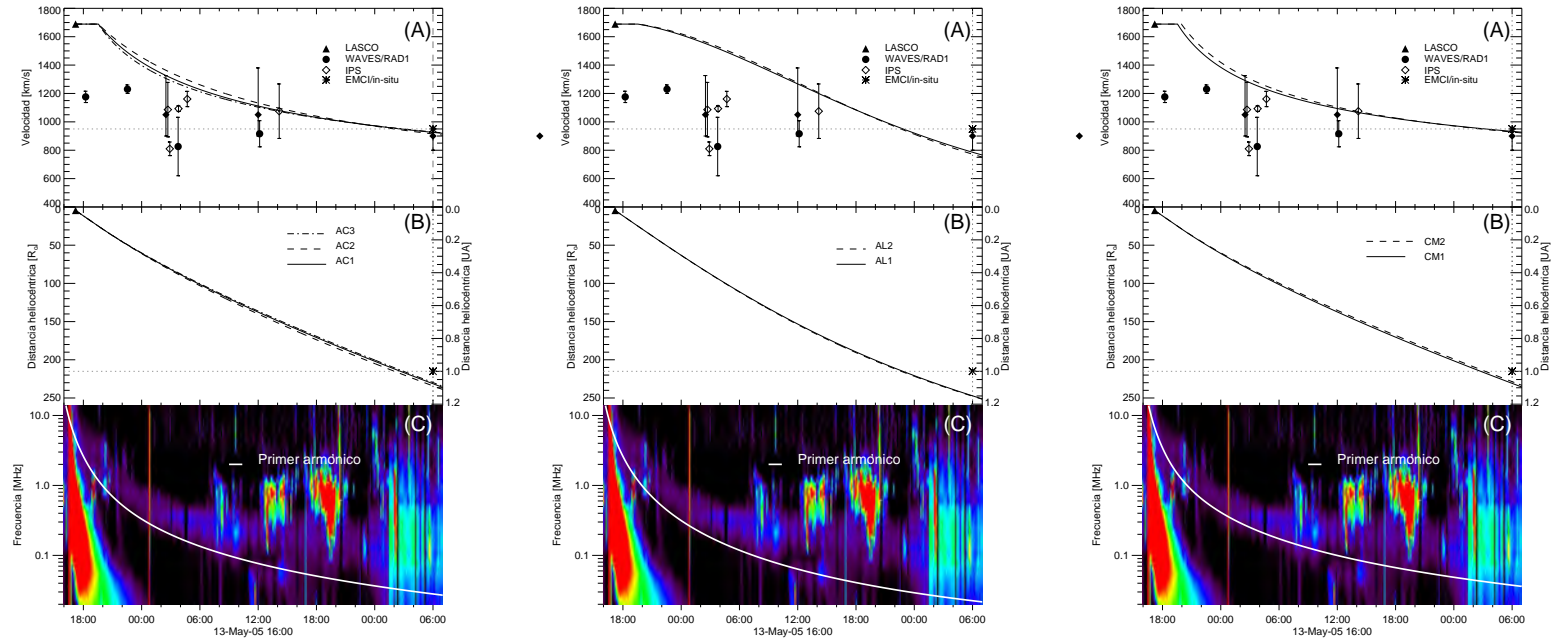 (A)
1800
1600
1400
1200
1000
800
600
400
Velocidad [km/s]
LASCO
WAVES/RAD1
IPS
EMCI/in-situ
(B)
0
50
100
150
200
250
Distancia heliocéntrica [R☉]
AC3
AC2
AC1
0.0
0.2
0.4
0.6
0.8
1.0
1.2
Distancia heliocéntrica [UA]
(C)
10.0
1.0
0.1
Frecuencia [MHz]
Primer armónico
18:00 00:00 06:00 12:00 18:00 00:00 06:00
13-May-05 16:00
(A)
1800
1600
1400
1200
1000
800
600
400
Velocidad [km/s]
LASCO
WAVES/RAD1
IPS
EMCI/in-situ
(B)
0
50
100
150
200
250
Distancia heliocéntrica [R☉]
AL2
AL1
0.0
0.2
0.4
0.6
0.8
1.0
1.2
Distancia heliocéntrica [UA]
(C)
10.0
1.0
0.1
Frecuencia [MHz]
Primer armónico
18:00 00:00 06:00 12:00 18:00 00:00 06:00
13-May-05 16:00
(A)
1800
1600
1400
1200
1000
800
600
400
Velocidad [km/s]
LASCO
WAVES/RAD1
IPS
EMCI/in-situ
(B)
0
50
100
150
200
250
Distancia heliocéntrica [R☉]
CM2
CM1
0.0
0.2
0.4
0.6
0.8
1.0
1.2
Distancia heliocéntrica [UA]
(C)
10.0
1.0
0.1
Frecuencia [MHz]
Primer armónico
18:00 00:00 06:00 12:00 18:00 00:00 06:00
13-May-05 16:00